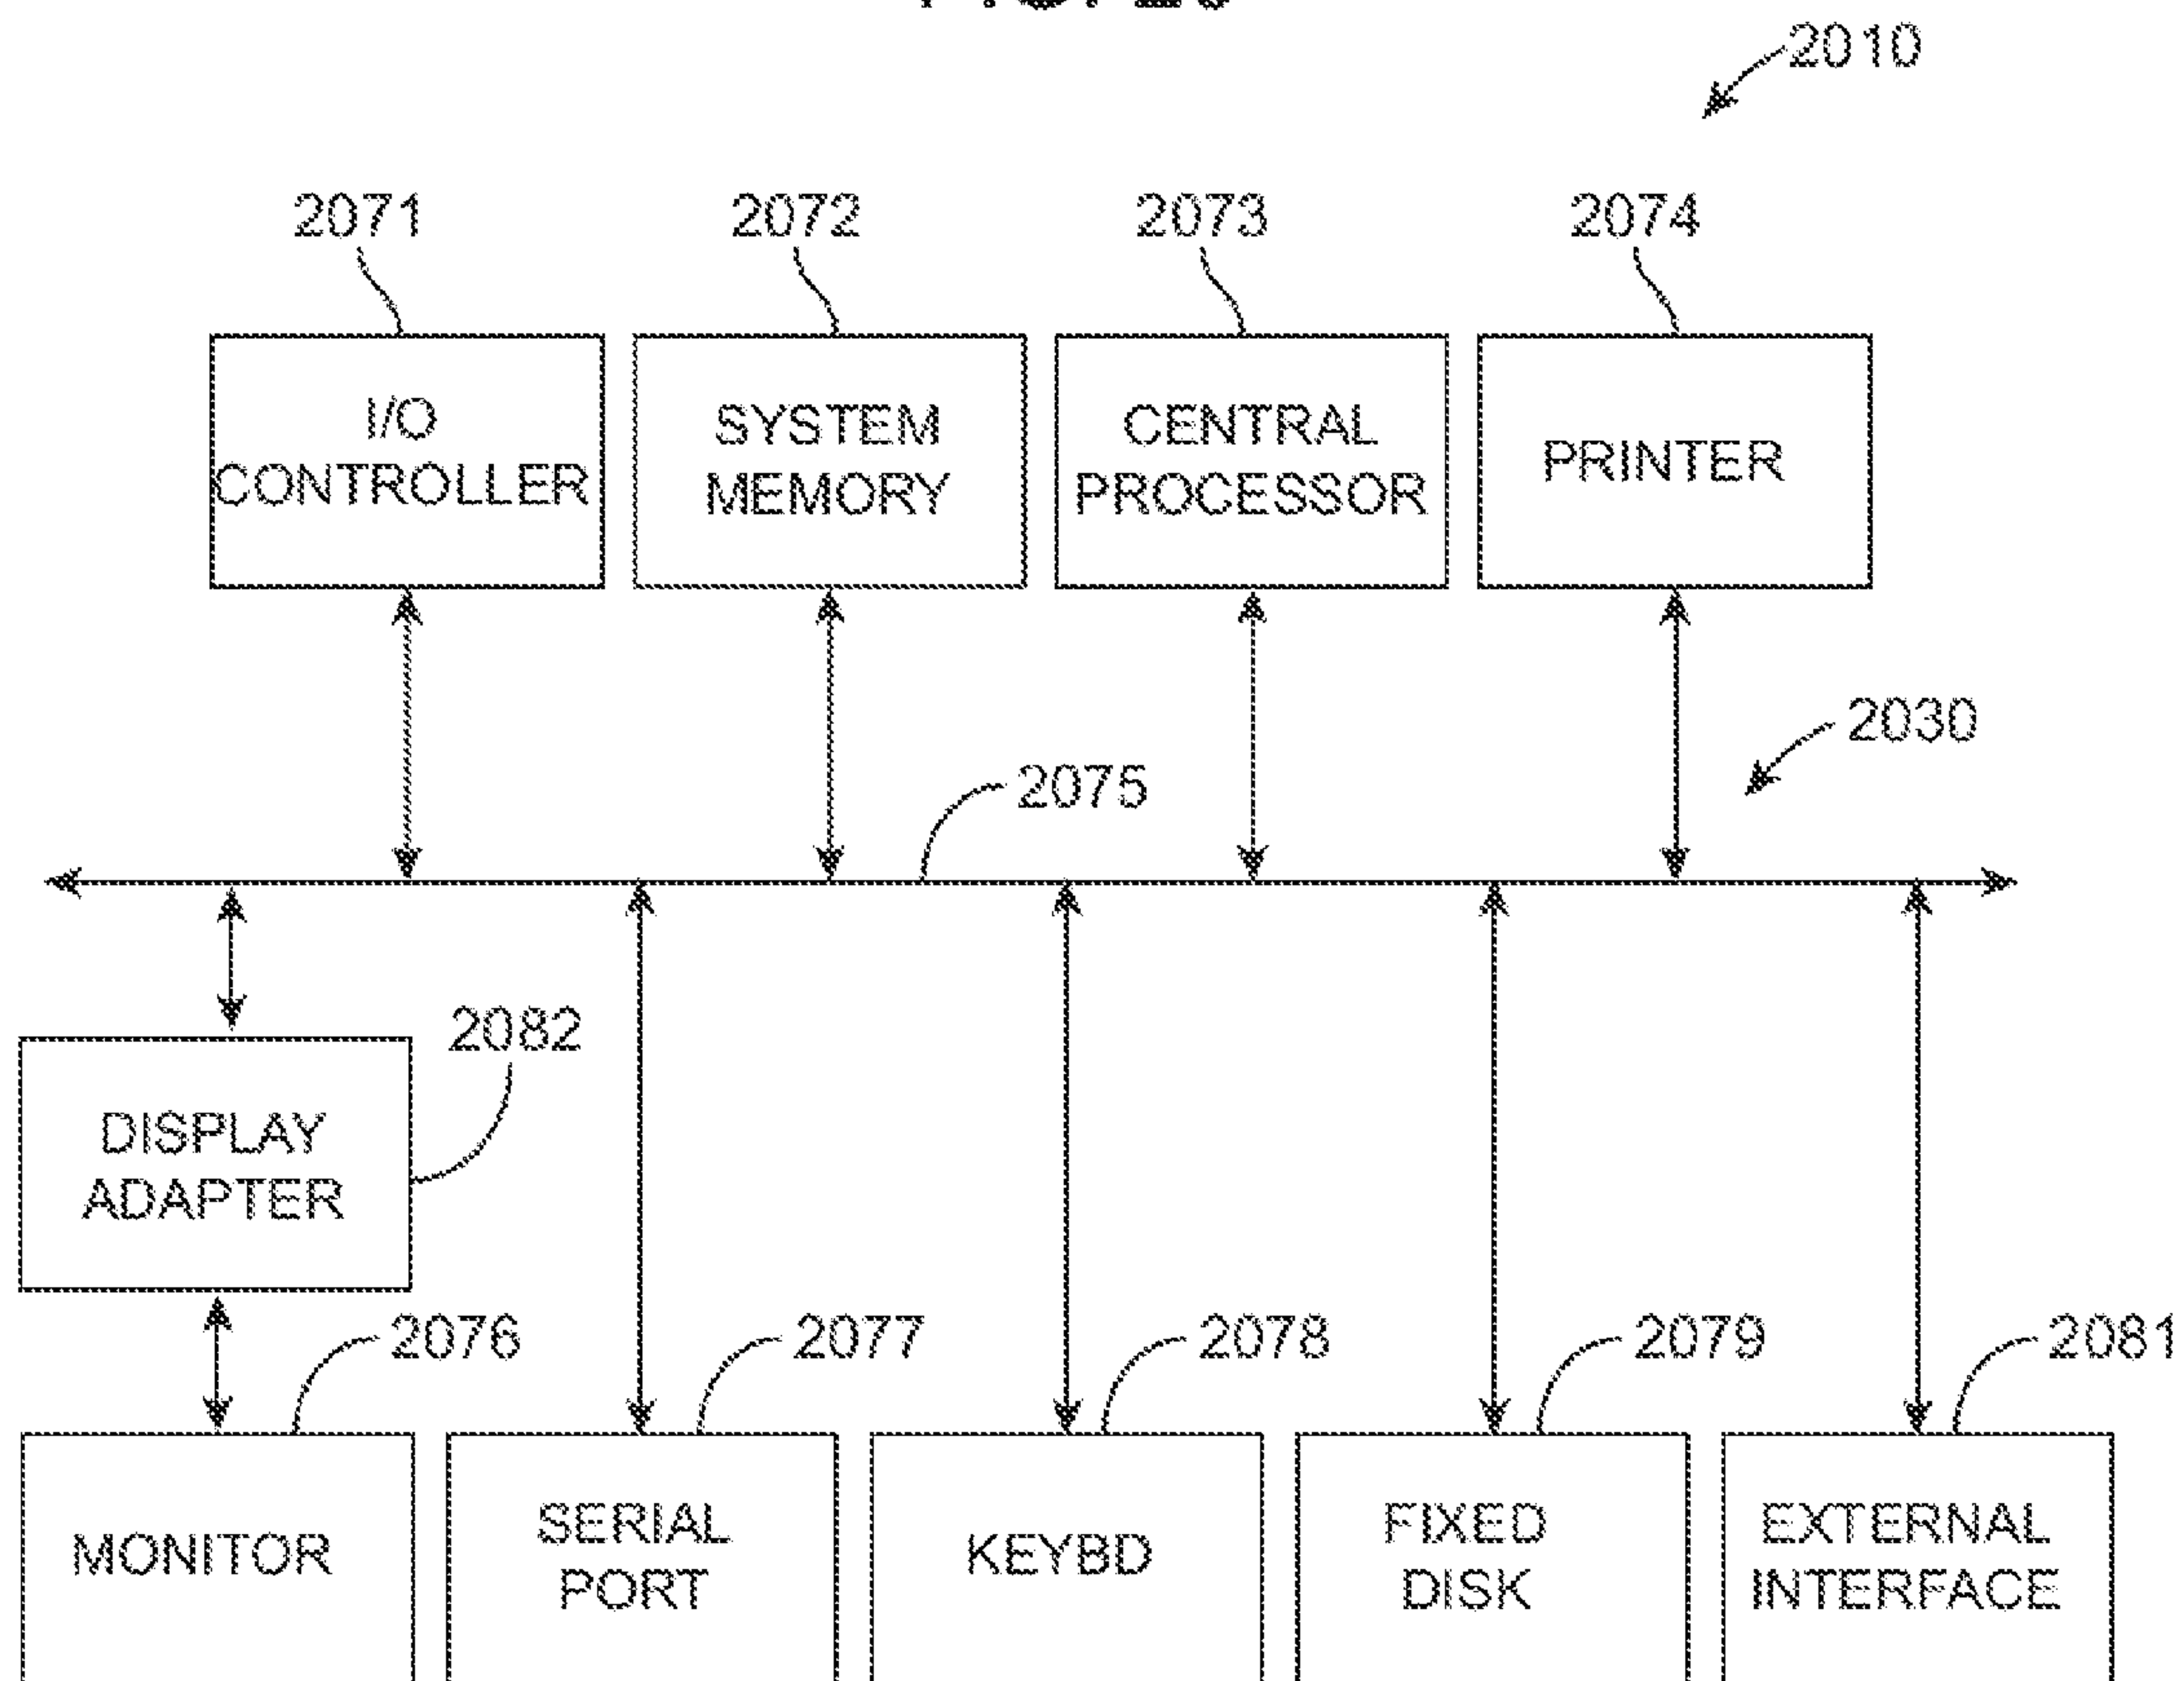 2010
2071
2072
2073
2074
I/O
CONTROLLER
SYSTEM
MEMORY
CENTRAL
PROCESSOR
PRINTER
2030
2075
2082
DISPLAY
ADAPTER
2076
2077
2078
2079
2081
MONITOR
SERIAL
PORT
KEYBD
FIXED
DISK
EXTERNAL
INTERFACE